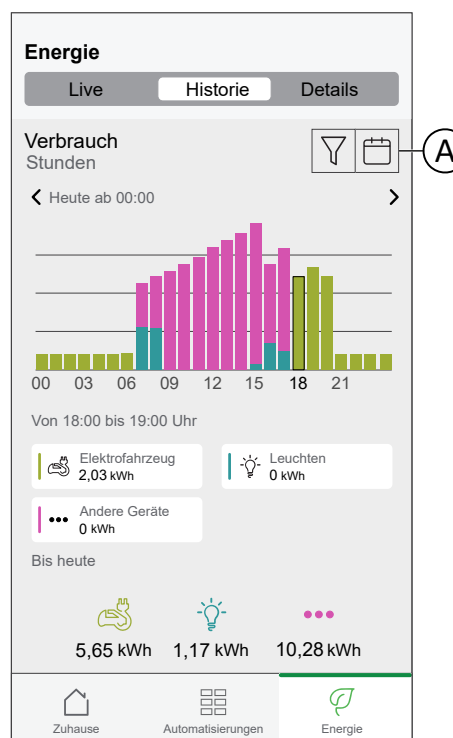 Energie
Live Historie Details
Verbrauch
Stunden
A
Heute ab 00:00
00 03 06 09 12 15 18 21
Von 18:00 bis 19:00 Uhr
Elektrofahrzeug
2,03 kWh
Leuchten
0 kWh
Andere Geräte
0 kWh
Bis heute
5,65 kWh 1,17 kWh 10,28 kWh
Zuhause Automatisierungen Energie